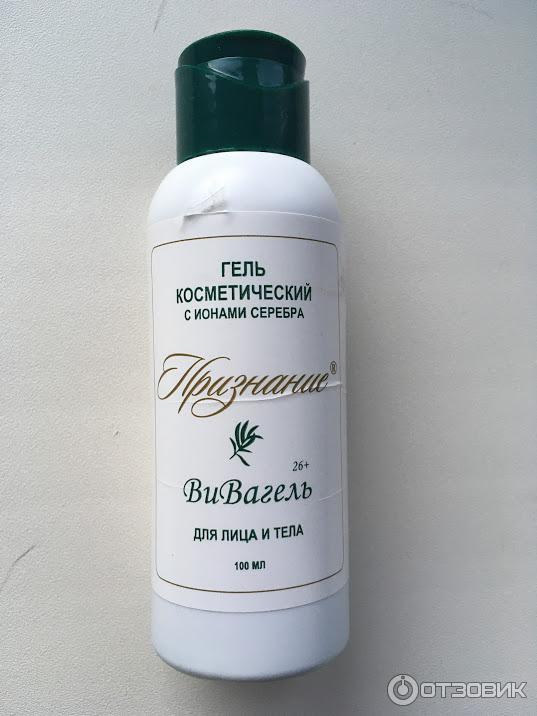 ГЕЛЬ
КОСМЕТИЧЕСКИЙ
С ИОНАМИ СЕРЕБРА
Признание®
26+
ВиВагель
ДЛЯ ЛИЦА И ТЕЛА
100 МЛ
ОТЗОВИК